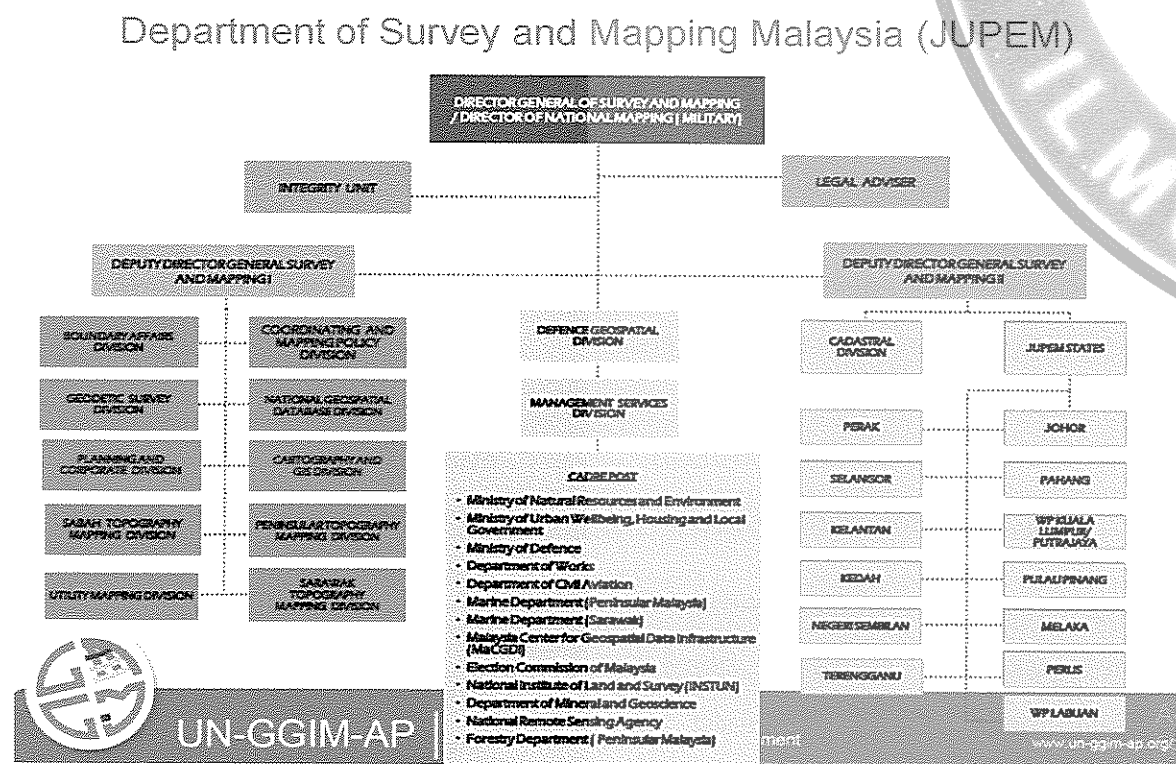 Department of Survey and Mapping Malaysia (JUPEM)
DIRECTOR GENERAL OF SURVEY AND MAPPING
/ DIRECTOR OF NATIONAL MAPPING ( MILITARY)
INTEGRITY UNIT
LEGAL ADVISER
DEPUTY DIRECTOR GENERAL SURVEY
AND MAPPING I
DEPUTY DIRECTOR GENERAL SURVEY
AND MAPPING II
BOUNDARY AFFAIRS
DIVISION
COORDINATING AND
MAPPING POLICY
DIVISION
GEODETIC SURVEY
DIVISION
NATIONAL GEOSPATIAL
DATABASE DIVISION
PLANNING AND
CORPORATE DIVISION
CARTOGRAPHY AND
GIS DIVISION
SABAH TOPOGRAPHY
MAPPING DIVISION
PENINSULAR TOPOGRAPHY
MAPPING DIVISION
UTILITY MAPPING DIVISION
SARAWAK
TOPOGRAPHY
MAPPING DIVISION
DEFENCE GEOSPATIAL
DIVISION
MANAGEMENT SERVICES
DIVISION
CADRE POST
• Ministry of Natural Resources and Environment
• Ministry of Urban Wellbeing, Housing and Local
Government
• Ministry of Defence
• Department of Works
• Department of Civil Aviation
• Marine Department (Peninsular Malaysia)
• Marine Department (Sarawak)
• Malaysia Center for Geospatial Data Infrastructure
(MaCGDI)
• Election Commission of Malaysia
• National Institute of Land and Survey (INSTUN)
• Department of Mineral and Geoscience
• National Remote Sensing Agency
• Forestry Department ( Peninsular Malaysia)
CADASTRAL
DIVISION
JUPEM STATES
PERAK
JOHOR
SELANGOR
PAHANG
KELANTAN
WP KUALA
LUMPUR/
PUTRAJAYA
KEDAH
PULAU PINANG
NEGERI SEMBILAN
MELAKA
TERENGGANU
PERLIS
WP LABUAN
UN-GGIM-AP
www.un-ggim-ap.org
ILM